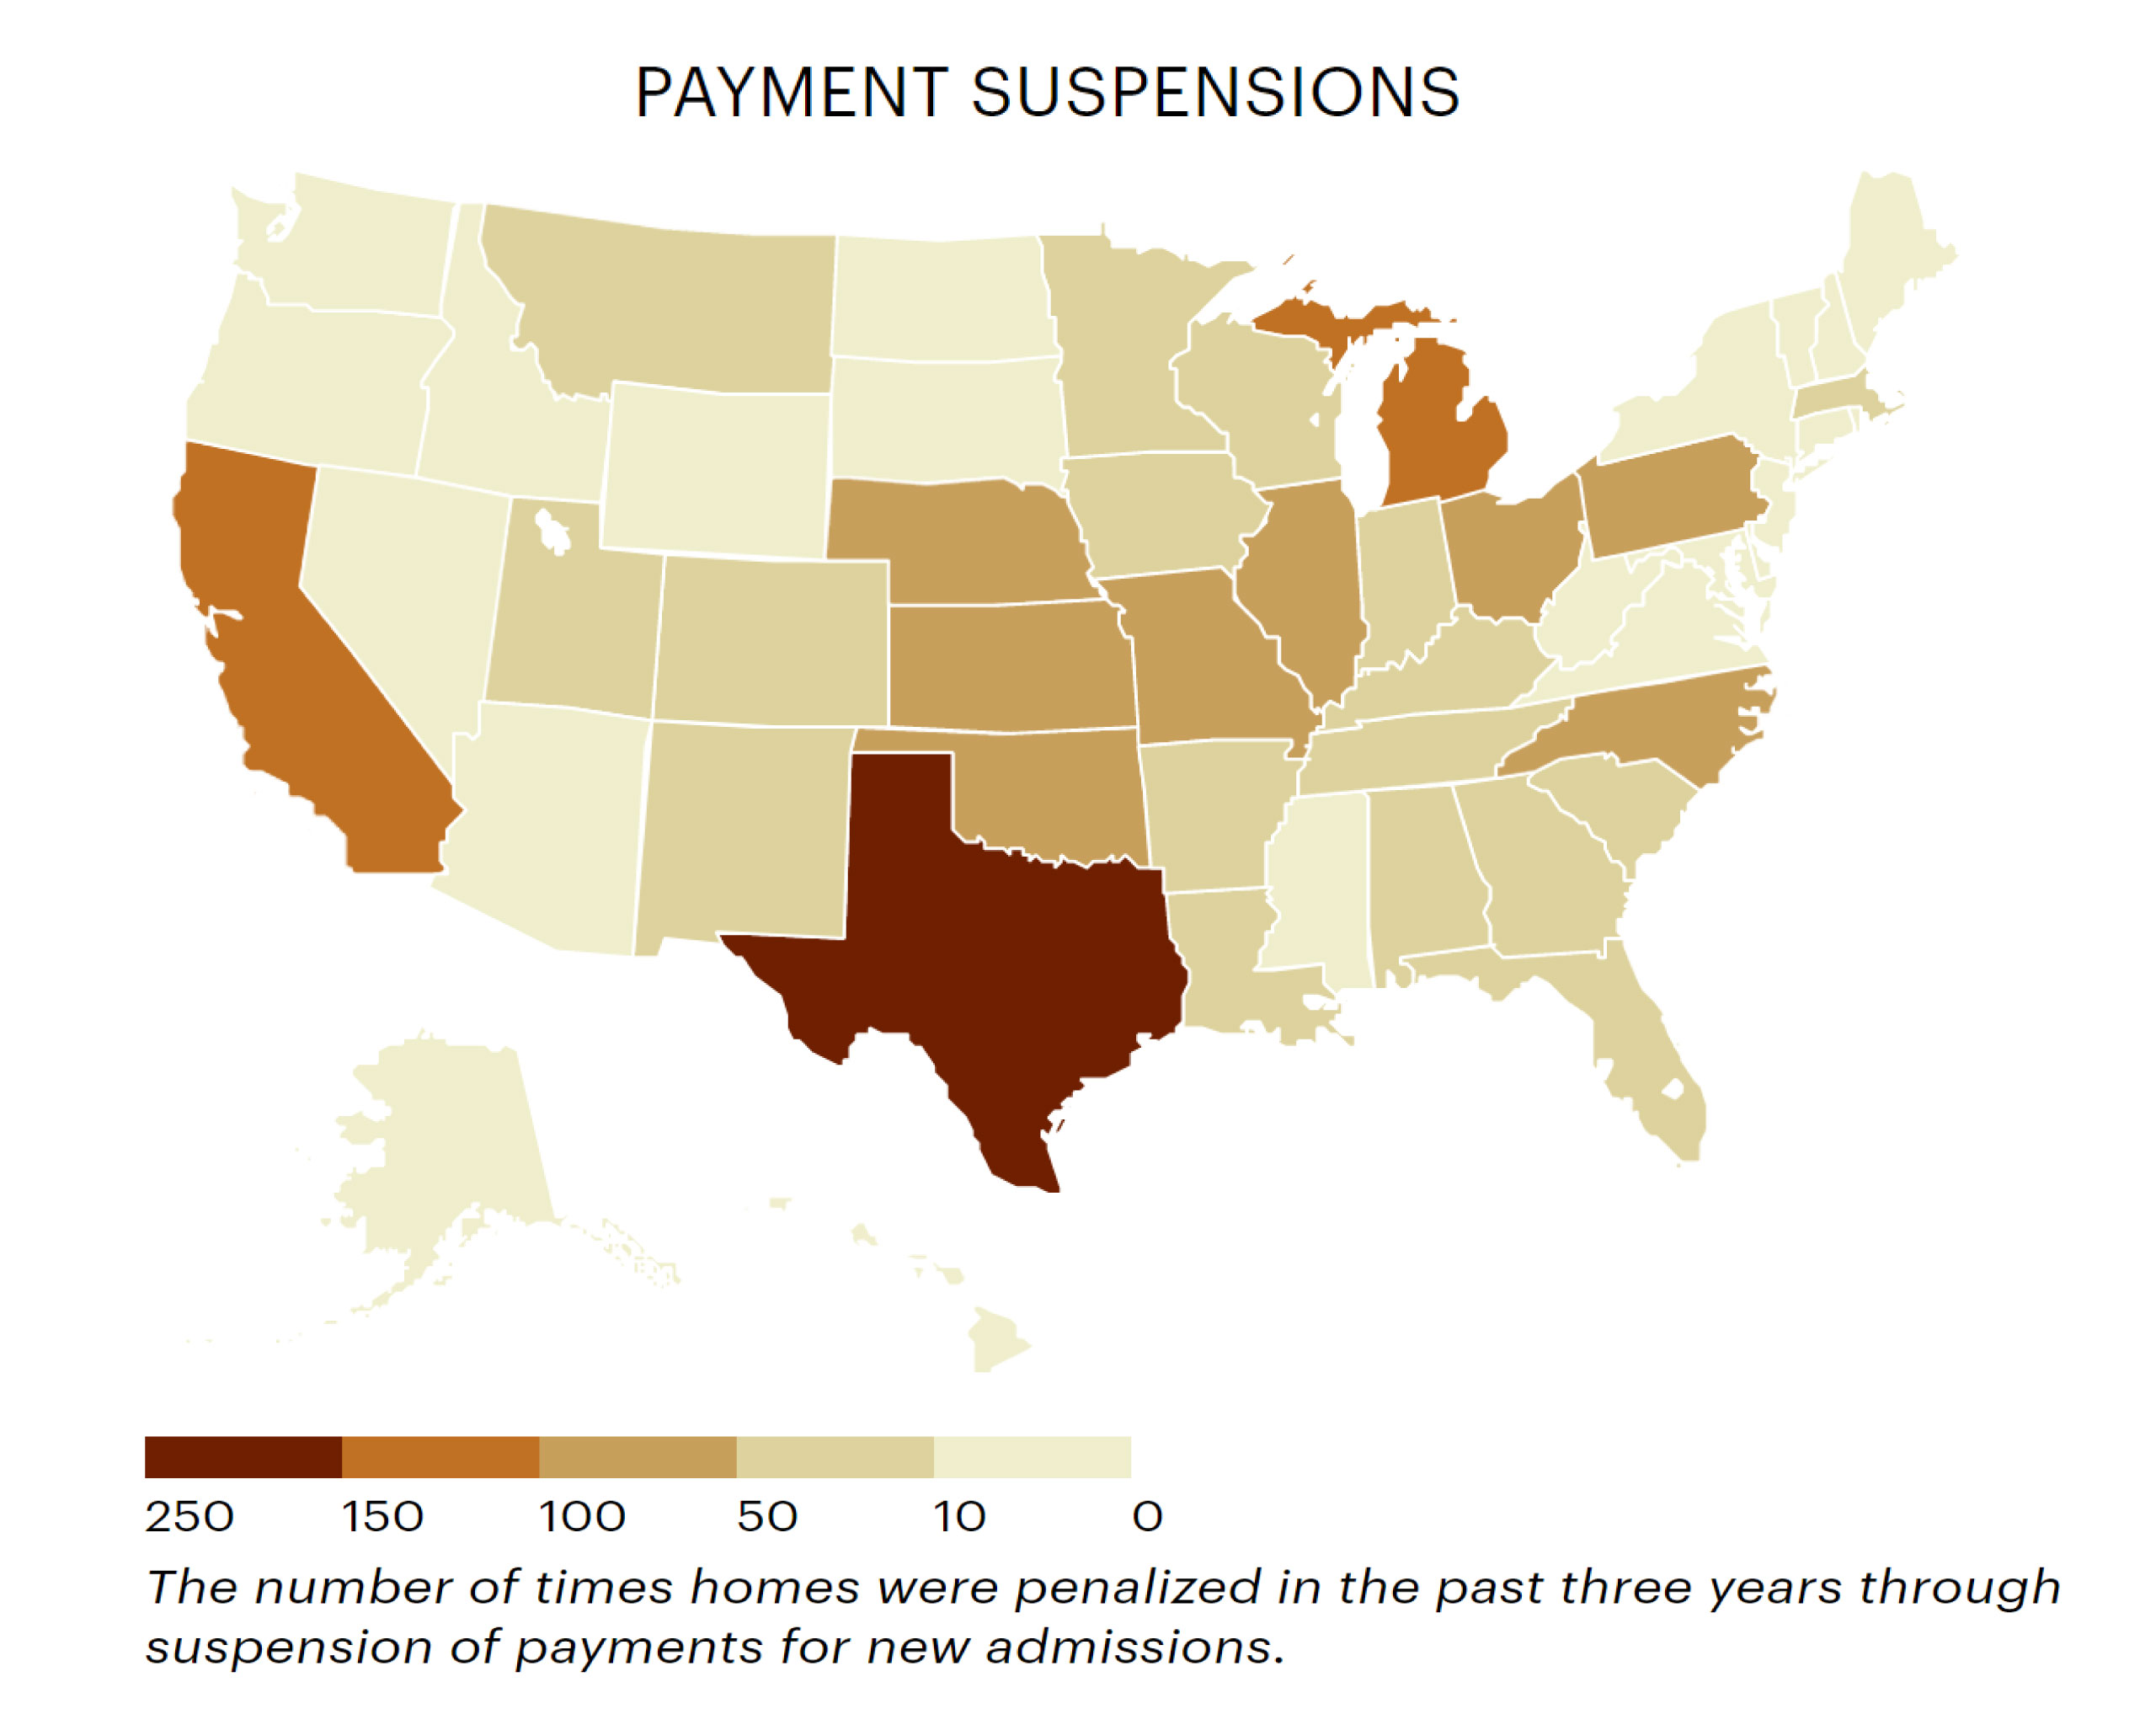 PAYMENT SUSPENSIONS
250 150 100 50 10 0
The number of times homes were penalized in the past three years through
suspension of payments for new admissions.